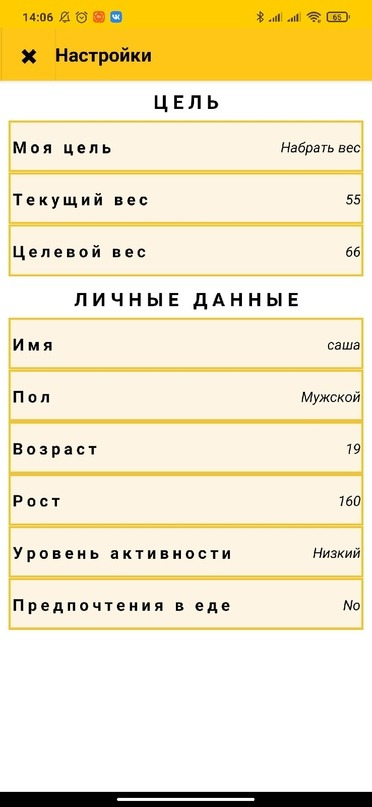 14:06 65
Настройки
ЦЕЛЬ
Моя цель Набрать вес
Текущий вес 55
Целевой вес 66
ЛИЧНЫЕ ДАННЫЕ
Имя саша
Пол Мужской
Возраст 19
Рост 160
Уровень активности Низкий
Предпочтения в еде No